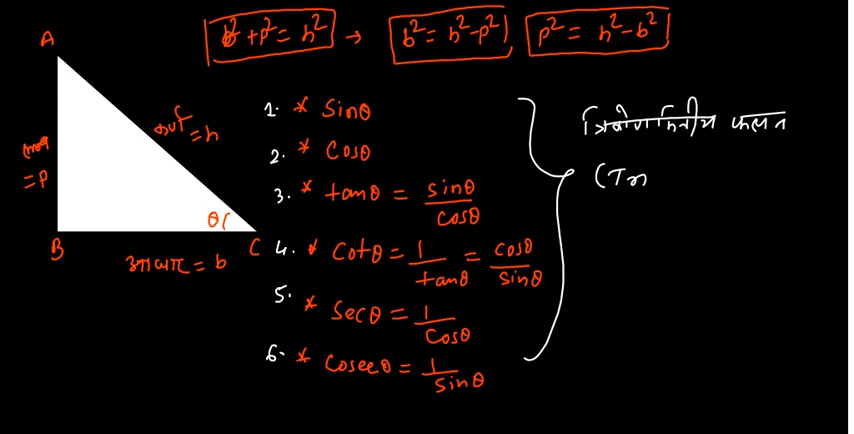 b²+p² = h² → b² = h²-p² p² = h²-b²
A
कर्ण = h
लम्ब = P
θ
B
C
आधार = b
1. * Sinθ
2. * Cosθ
3. * tanθ = sinθ/cosθ
4. * Cotθ = 1/tanθ = cosθ/sinθ
5. * Secθ = 1/Cosθ
6. * Cosecθ = 1/sinθ
त्रिकोणमितीय फलन
(Tri